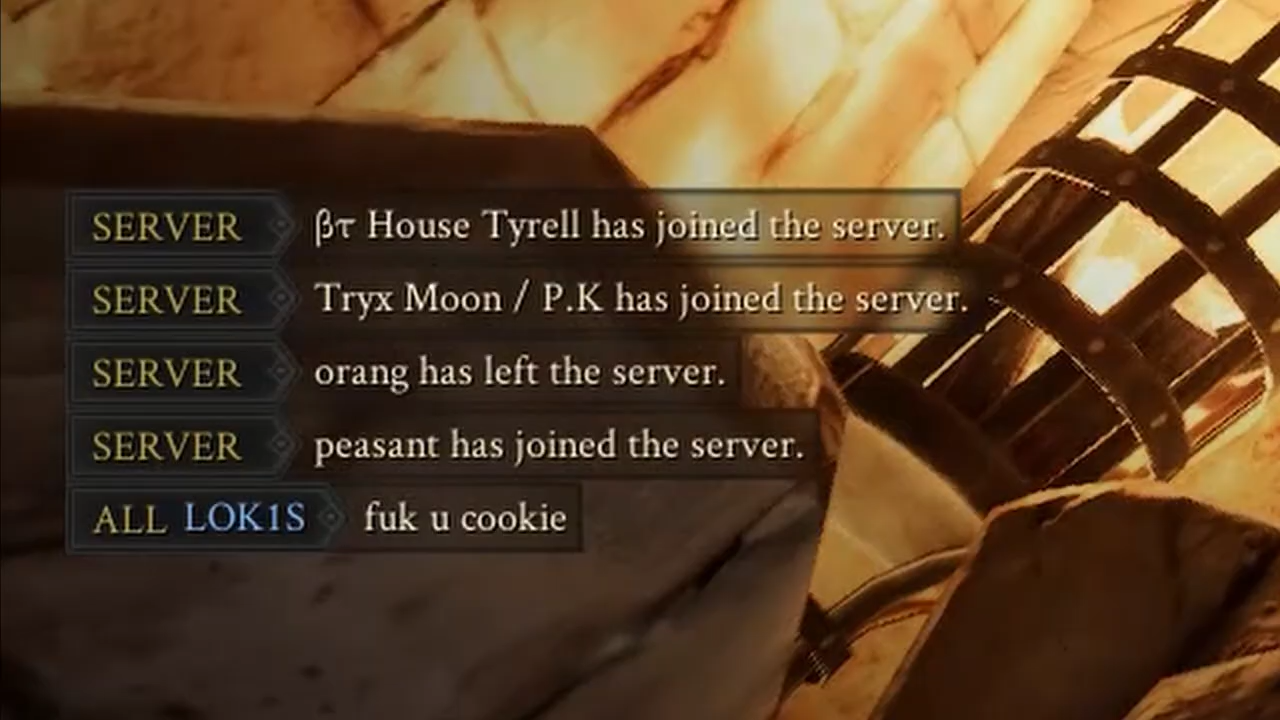 SERVER βτ House Tyrell has joined the server.
SERVER Tryx Moon / P.K has joined the server.
SERVER orang has left the server.
SERVER peasant has joined the server.
ALL LOK1S fuk u cookie